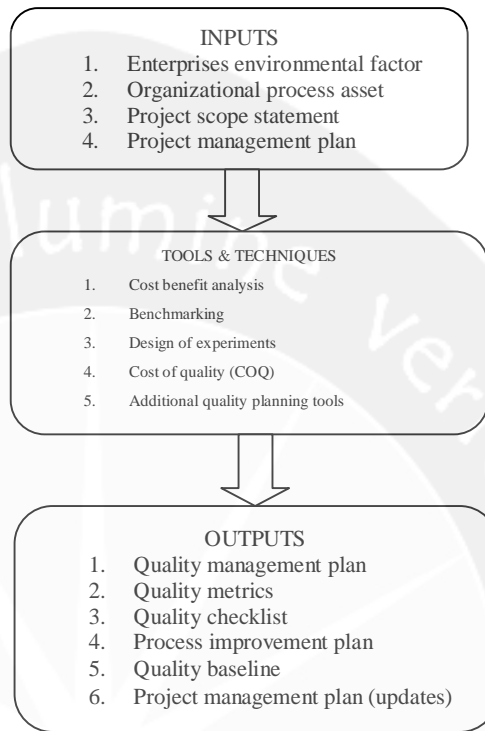 INPUTS
1. Enterprises environmental factor
2. Organizational process asset
3. Project scope statement
4. Project management plan
lumine veri
TOOLS & TECHNIQUES
1. Cost benefit analysis
2. Benchmarking
3. Design of experiments
4. Cost of quality (COQ)
5. Additional quality planning tools
OUTPUTS
1. Quality management plan
2. Quality metrics
3. Quality checklist
4. Process improvement plan
5. Quality baseline
6. Project management plan (updates)